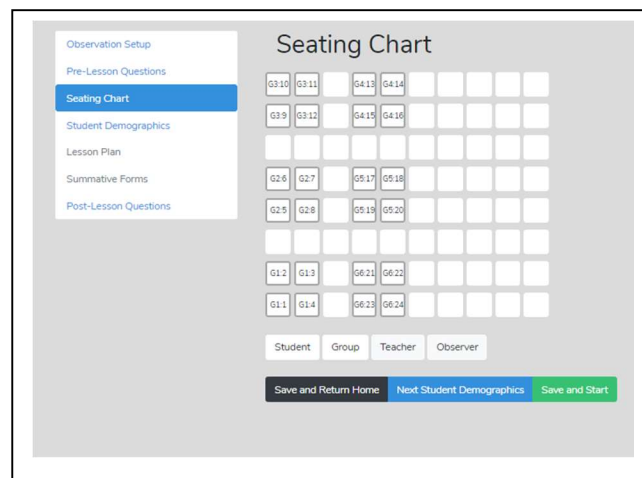 Observation Setup
Pre-Lesson Questions
Seating Chart
Student Demographics
Lesson Plan
Summative Forms
Post-Lesson Questions
Seating Chart
G3:10 G3:11 G4:13 G4:14
G3:9 G3:12 G4:15 G4:16
G2:6 G2:7 G5:17 G5:18
G2:5 G2:8 G5:19 G5:20
G1:2 G1:3 G6:21 G6:22
G1:1 G1:4 G6:23 G6:24
Student Group Teacher Observer
Save and Return Home Next Student Demographics Save and Start